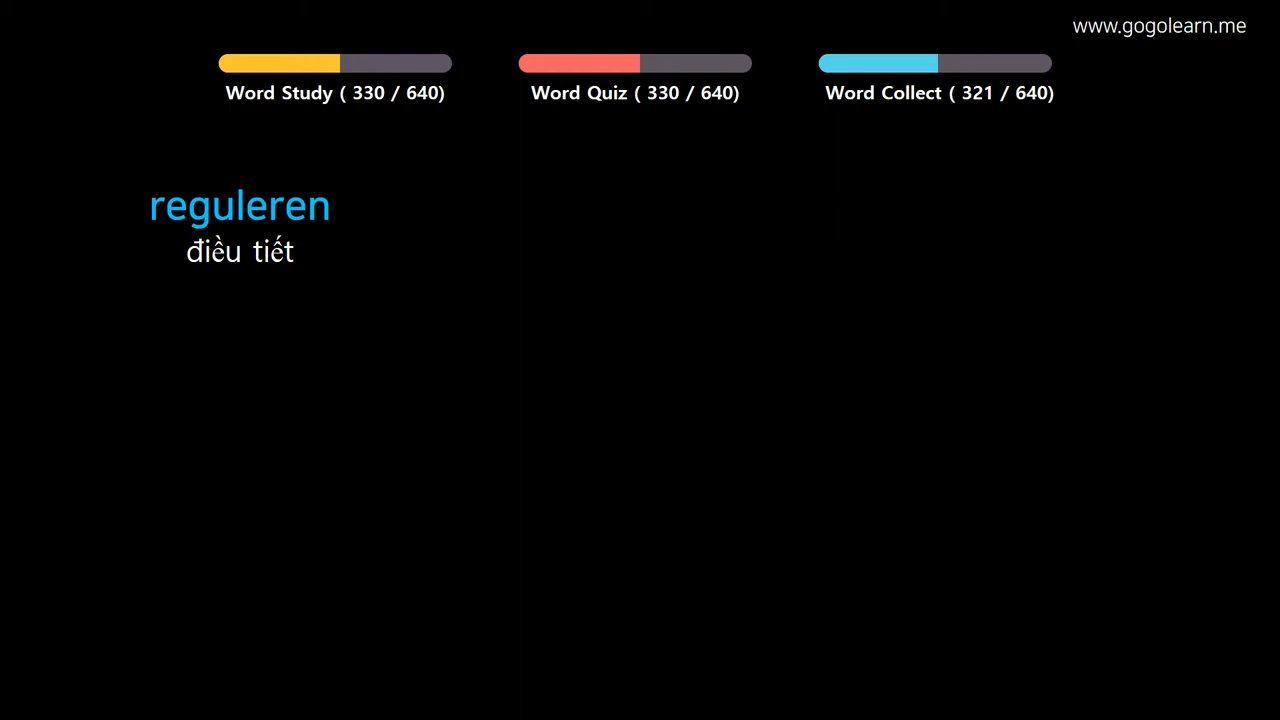 www.gogolearn.me
Word Study ( 330 / 640)
Word Quiz ( 330 / 640)
Word Collect ( 321 / 640)
reguleren
điều tiết